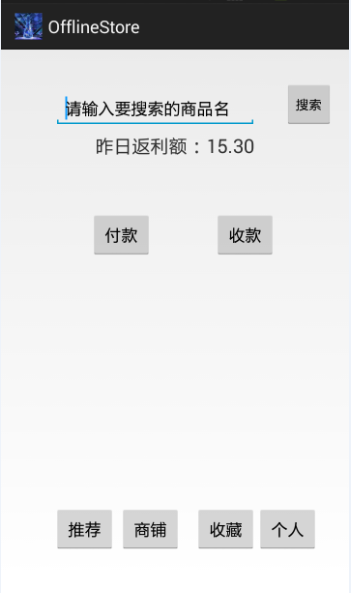 OfflineStore
请输入要搜索的商品名
搜索
昨日返利额：15.30
付款 收款
推荐 商铺 收藏 个人